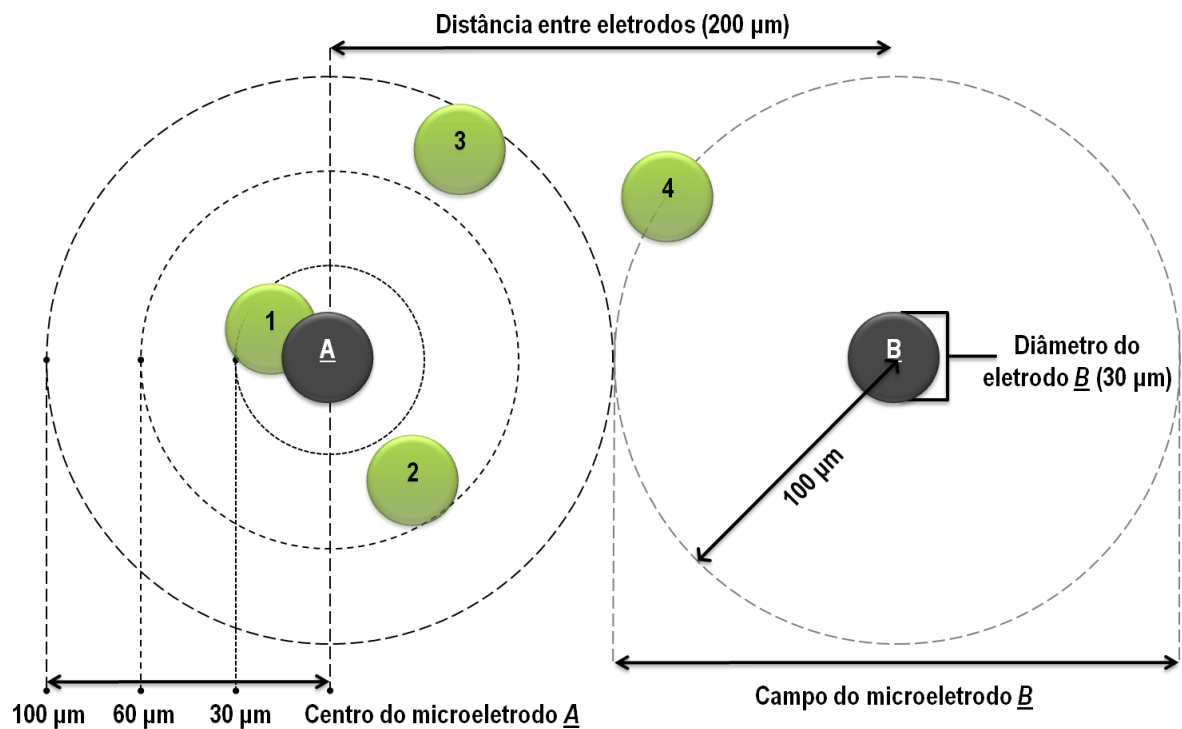 Distância entre eletrodos (200 µm)
3
4
1
A
B
Diâmetro do
eletrodo B (30 µm)
2
100 µm
100 µm
60 µm
30 µm
Centro do microeletrodo A
Campo do microeletrodo B